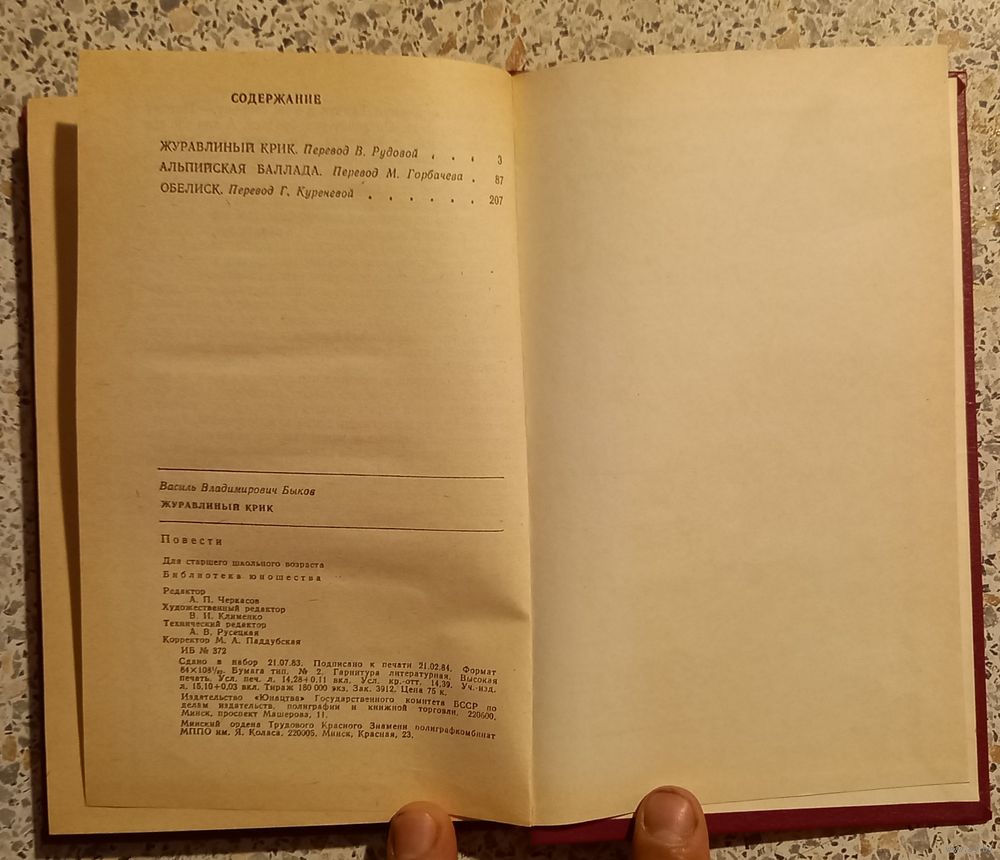 СОДЕРЖАНИЕ
ЖУРАВЛИНЫЙ КРИК. Перевод В. Рудовой . . . 3
АЛЬПИЙСКАЯ БАЛЛАДА. Перевод М. Горбачева . 87
ОБЕЛИСК. Перевод Г. Куреневой . . . . . . 207
Василь Владимирович Быков
ЖУРАВЛИНЫЙ КРИК
Повести
Для старшего школьного возраста
Библиотека юношества
Редактор
А. П. Черкасов
Художественный редактор
В. И. Клименко
Технический редактор
А. В. Русецкая
Корректор М. А. Паддубская
ИБ № 372
Сдано в набор 21.07.83. Подписано к печати 21.02.84. Формат
84×108¹/₃₂. Бумага тип. № 2. Гарнитура литературная. Высокая
печать. Усл. печ. л. 14,28+0,11 вкл. Усл. кр.-отт. 14,39. Уч.-изд.
л. 15,10+0,03 вкл. Тираж 180 000 экз. Зак. 3912. Цена 75 к.
Издательство «Юнацтва» Государственного комитета БССР по
делам издательств, полиграфии и книжной торговли. 220600,
Минск, проспект Машерова, 11.
Минский ордена Трудового Красного Знамени полиграфкомбинат
МППО им. Я. Коласа. 220005, Минск, Красная, 23.